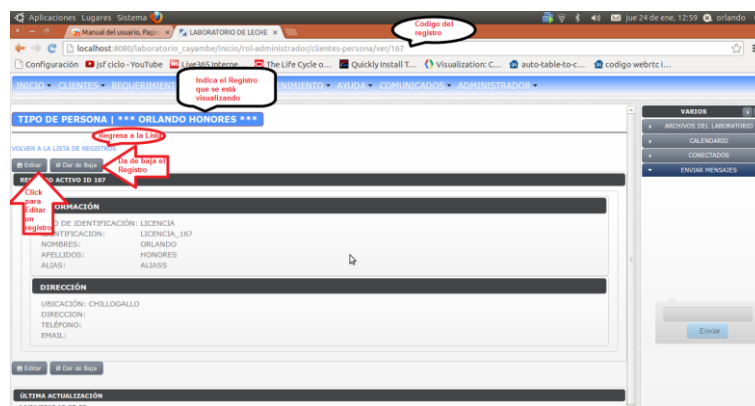 Aplicaciones Lugares Sistema
jue 24 de ene, 12:59 orlando
Manual del usuario, Pagin...
LABORATORIO DE LECHE
Código del
registro
localhost:8080/laboratorio_cayambe/inicio/rol-administrador/clientes-persona/ver/167
Configuración
jsf ciclo - YouTube
Live365 Interne...
The Life Cycle o...
Quickly Install T...
Visualization: C...
auto-table-to-c...
codigo webrtc i...
INICIO CLIENTES REQUERIMIENT
ENIMIENTO AYUDA COMUNICADOS ADMINISTRADOR
Indica el Registro
que se está
visualizando
TIPO DE PERSONA | *** ORLANDO HONORES ***
Regresa a la Lista
VOLVER A LA LISTA DE REGISTROS
Editar
Dar de Baja
Da de baja el
Registro
ACTIVO ID 167
Click
para
Editar
un
registro
ORMACIÓN
DE IDENTIFICACIÓN: LICENCIA
IDENTIFICACION: LICENCIA_167
NOMBRES: ORLANDO
APELLIDOS: HONORES
ALIAS: ALIASS
DIRECCIÓN
UBICACIÓN: CHILLOGALLO
DIRECCION:
TELÉFONO:
EMAIL:
Editar
Dar de Baja
ÚLTIMA ACTUALIZACIÓN
VARIOS
ARCHIVOS DEL LABORATORIO
CALENDARIO
CONECTADOS
ENVIAR MENSAJES
Enviar